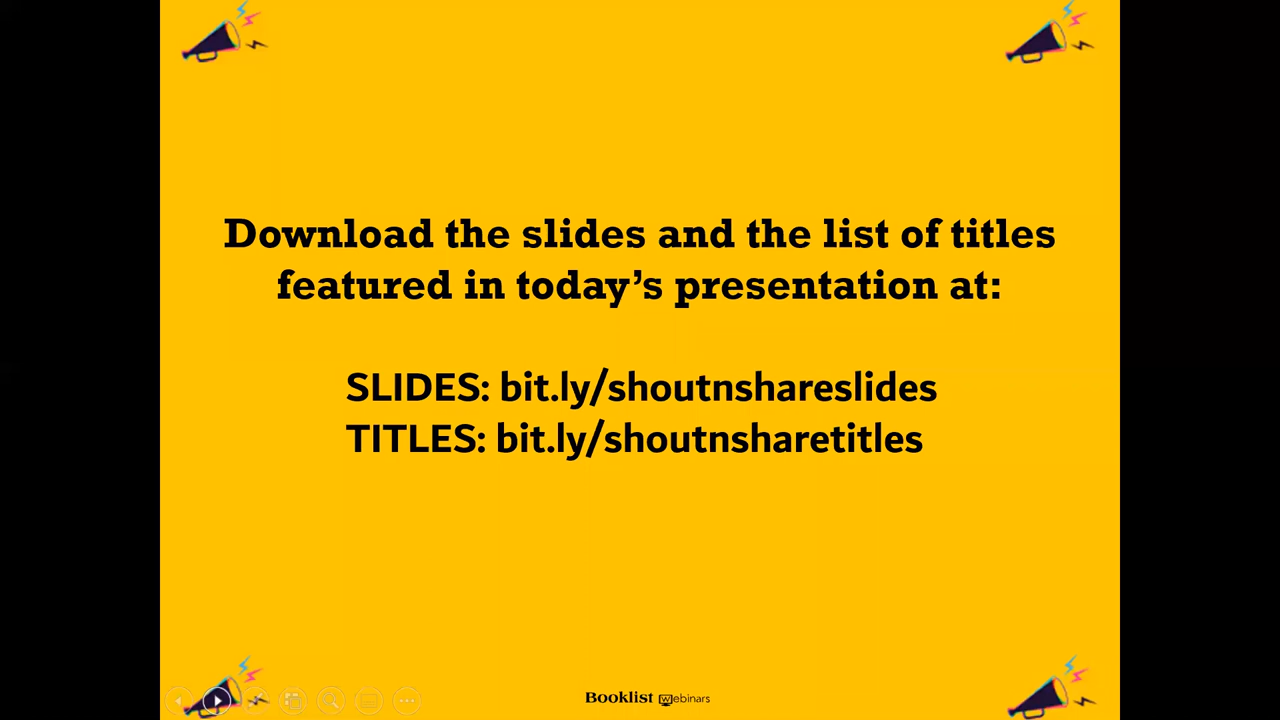 Download the slides and the list of titles
featured in today’s presentation at:
SLIDES: bit.ly/shoutnshareslides
TITLES: bit.ly/shoutnsharetitles
Booklist Webinars